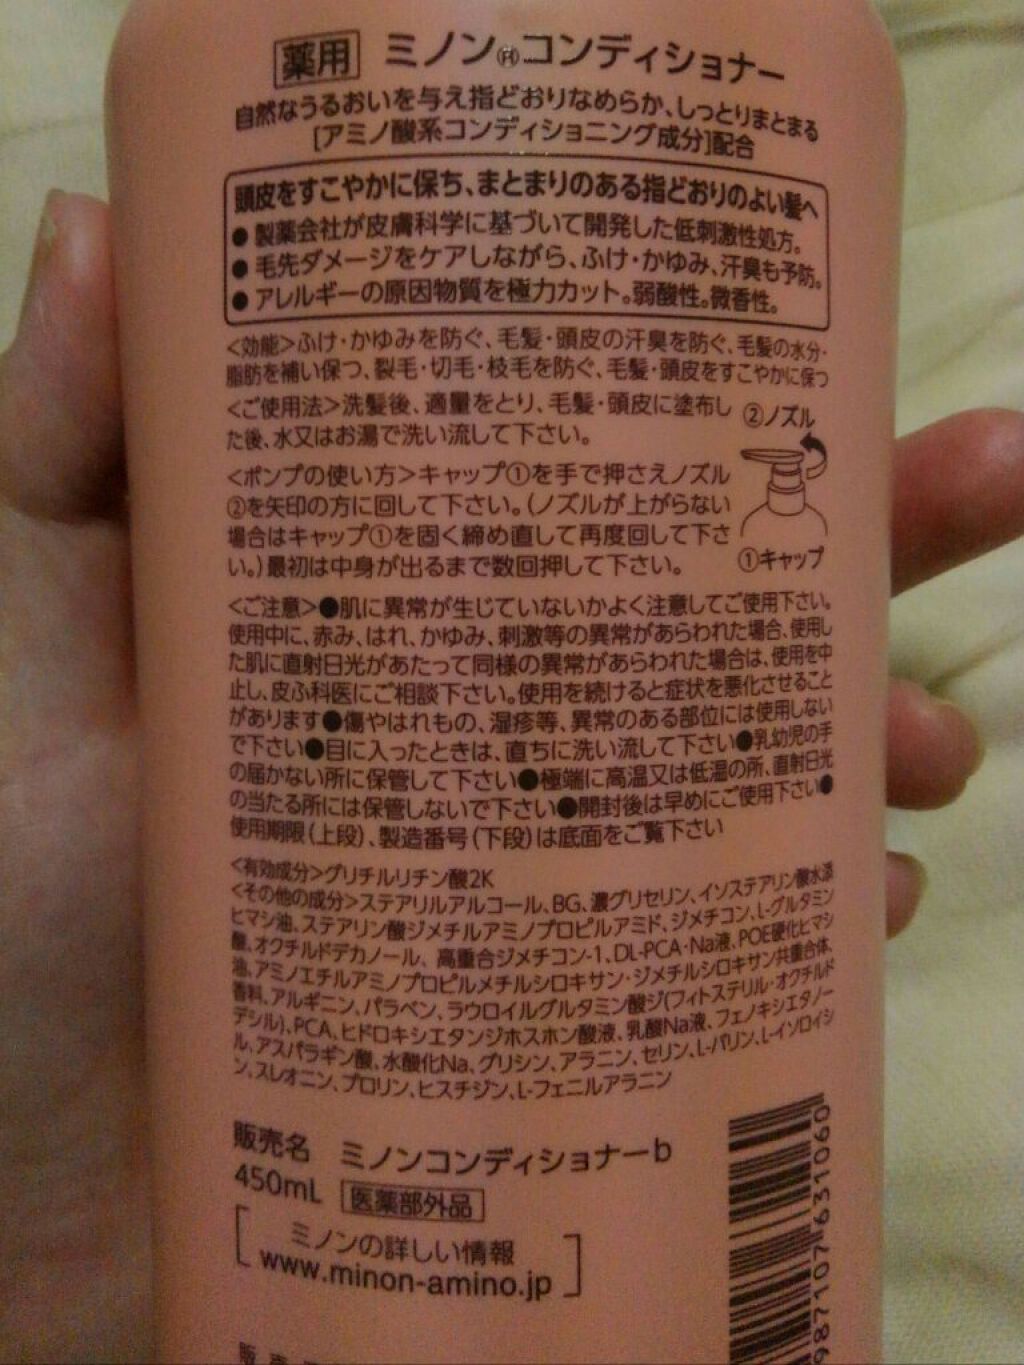 薬用 ミノン®コンディショナー
自然なうるおいを与え指どおりなめらか、しっとりまとまる
[アミノ酸系コンディショニング成分]配合
頭皮をすこやかに保ち、まとまりのある指どおりのよい髪へ
●製薬会社が皮膚科学に基づいて開発した低刺激性処方。
●毛先ダメージをケアしながら、ふけ・かゆみ、汗臭も予防。
●アレルギーの原因物質を極力カット。弱酸性。微香性。
<効能>ふけ・かゆみを防ぐ、毛髪・頭皮の汗臭を防ぐ、毛髪の水分・
脂肪を補い保つ、裂毛・切毛・枝毛を防ぐ、毛髪・頭皮をすこやかに保つ
<ご使用法>洗髪後、適量をとり、毛髪・頭皮に塗布し
た後、水又はお湯で洗い流して下さい。
②ノズル
<ポンプの使い方>キャップ①を手で押さえノズル
②を矢印の方に回して下さい。(ノズルが上がらない
場合はキャップ①を固く締め直して再度回して下さ
い。)最初は中身が出るまで数回押して下さい。
①キャップ
<ご注意>●肌に異常が生じていないかよく注意してご使用下さい。
使用中に、赤み、はれ、かゆみ、刺激等の異常があらわれた場合、使用し
た肌に直射日光があたって同様の異常があらわれた場合は、使用を中
止し、皮ふ科医にご相談下さい。使用を続けると症状を悪化させること
があります●傷やはれもの、湿疹等、異常のある部位には使用しない
で下さい●目に入ったときは、直ちに洗い流して下さい●乳幼児の手
の届かない所に保管して下さい●極端に高温又は低温の所、直射日光
の当たる所には保管しないで下さい●開封後は早めにご使用下さい●
使用期限(上段)、製造番号(下段)は底面をご覧下さい
<有効成分>グリチルリチン酸2K
<その他の成分>ステアリルアルコール、BG、濃グリセリン、イソステアリン酸水添
ヒマシ油、ステアリン酸ジメチルアミノプロピルアミド、ジメチコン、L-グルタミン
酸、オクチルドデカノール、高重合ジメチコン-1、DL-PCA・Na液、POE硬化ヒマシ
油、アミノエチルアミノプロピルメチルシロキサン・ジメチルシロキサン共重合体、
香料、アルギニン、パラベン、ラウロイルグルタミン酸ジ(フィトステリル・オクチルド
デシル)、PCA、ヒドロキシエタンジホスホン酸液、乳酸Na液、フェノキシエタノー
ル、アスパラギン酸、水酸化Na、グリシン、アラニン、セリン、L-バリン、L-イソロイシ
ン、スレオニン、プロリン、ヒスチジン、L-フェニルアラニン
販売名 ミノンコンディショナーb
450mL 医薬部外品
ミノンの詳しい情報
www.minon-amino.jp
987107631060
販売